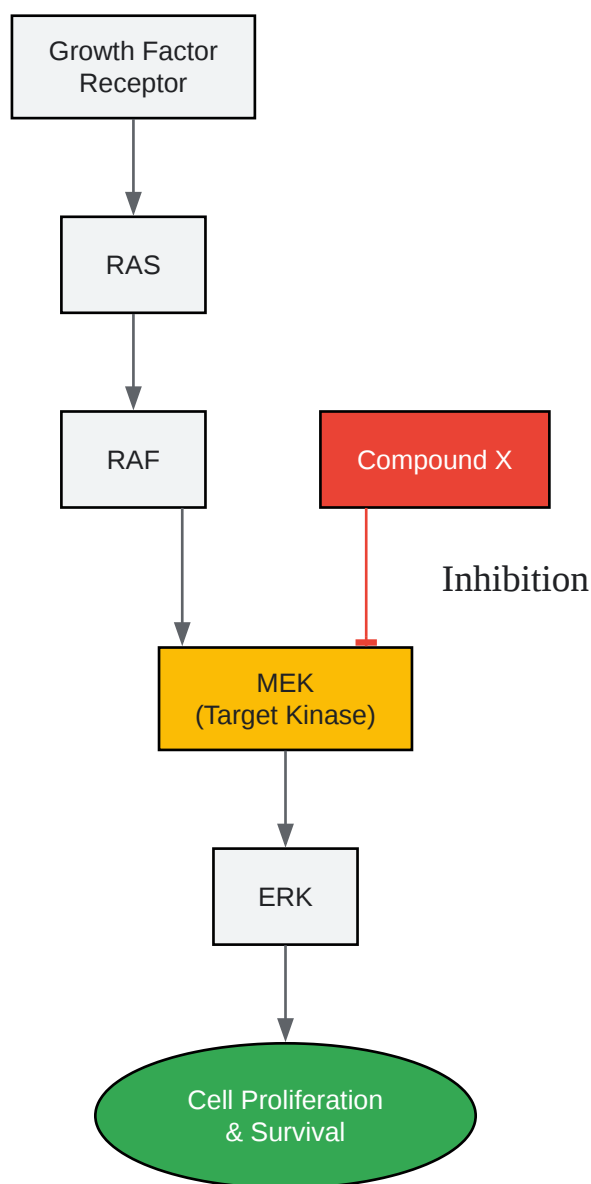 Growth Factor
Receptor
RAS
RAF
Compound X
Inhibition
MEK
(Target Kinase)
ERK
Cell Proliferation
& Survival